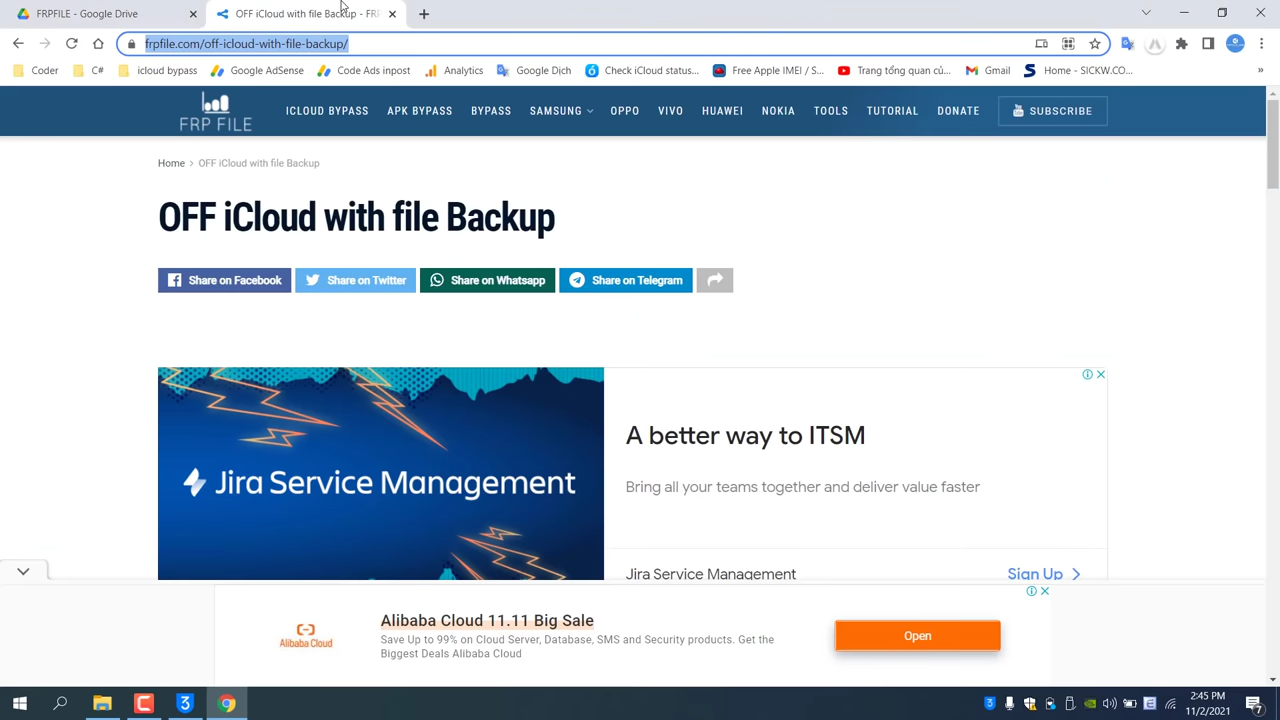 FRPFILE - Google Drive
OFF iCloud with file Backup - FRP
frpfile.com/off-icloud-with-file-backup/
Coder
C#
icloud bypass
Google AdSense
Code Ads inpost
Analytics
Google Dịch
Check iCloud status...
Free Apple IMEI / S...
Trang tổng quan củ...
Gmail
Home - SICKW.CO...
»
FRP FILE
ICLOUD BYPASS
APK BYPASS
BYPASS
SAMSUNG
OPPO
VIVO
HUAWEI
NOKIA
TOOLS
TUTORIAL
DONATE
SUBSCRIBE
Home > OFF iCloud with file Backup
OFF iCloud with file Backup
Share on Facebook
Share on Twitter
Share on Whatsapp
Share on Telegram
Jira Service Management
A better way to ITSM
Bring all your teams together and deliver value faster
Jira Service Management
Sign Up
Alibaba Cloud
Alibaba Cloud 11.11 Big Sale
Save Up to 99% on Cloud Server, Database, SMS and Security products. Get the
Biggest Deals Alibaba Cloud
Open
2:45 PM
11/2/2021